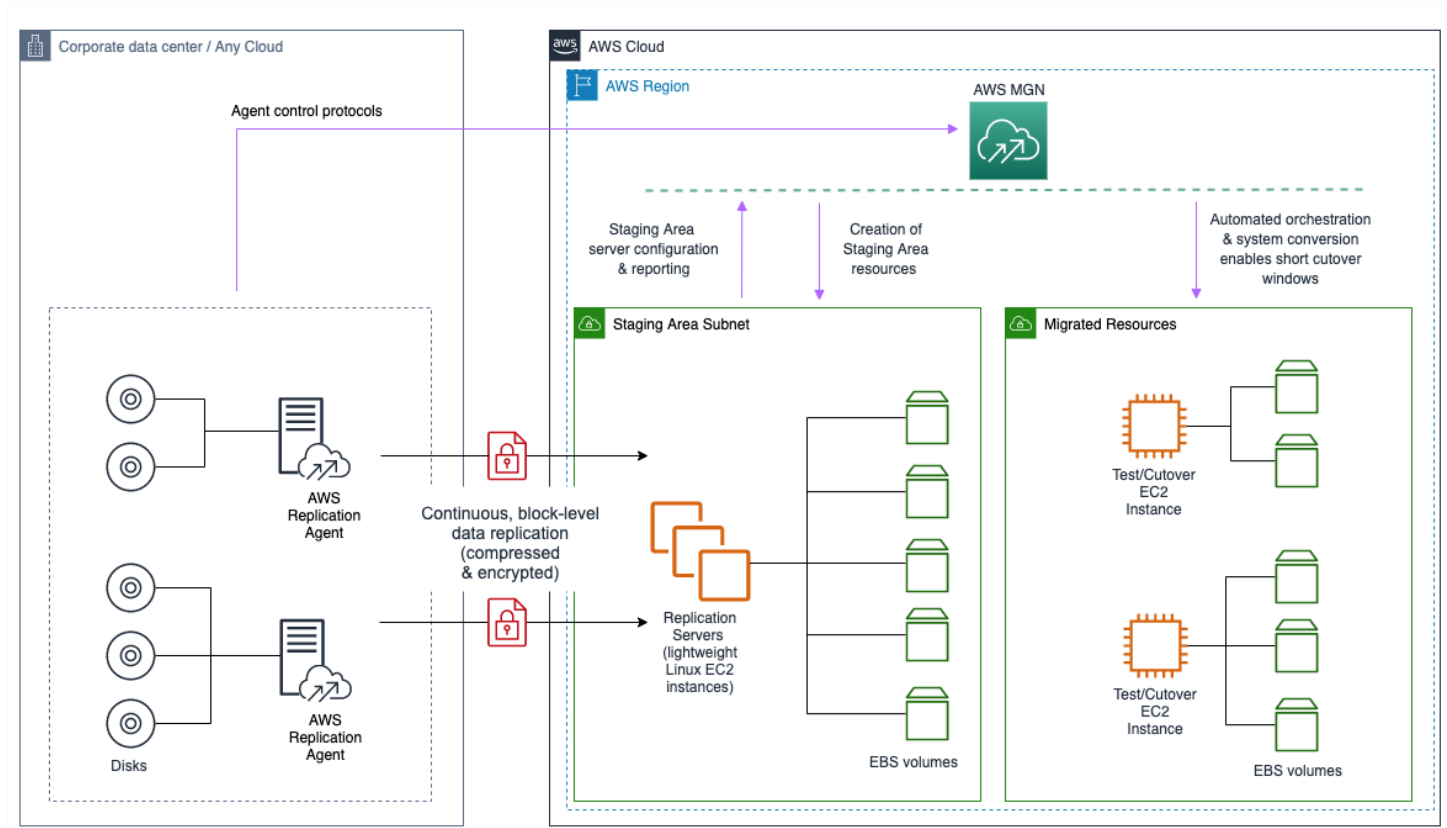 Corporate data center / Any Cloud
aws
AWS Cloud
AWS Region
AWS MGN
Agent control protocols
Staging Area
server configuration
& reporting
Creation of
Staging Area
resources
Automated orchestration
& system conversion
enables short cutover
windows
Staging Area Subnet
Migrated Resources
AWS
Replication
Agent
Continuous, block-level
data replication
(compressed
& encrypted)
Test/Cutover
EC2
Instance
Replication
Servers
(lightweight
Linux EC2
instances)
Test/Cutover
EC2
Instance
AWS
Replication
Agent
Disks
EBS volumes
EBS volumes